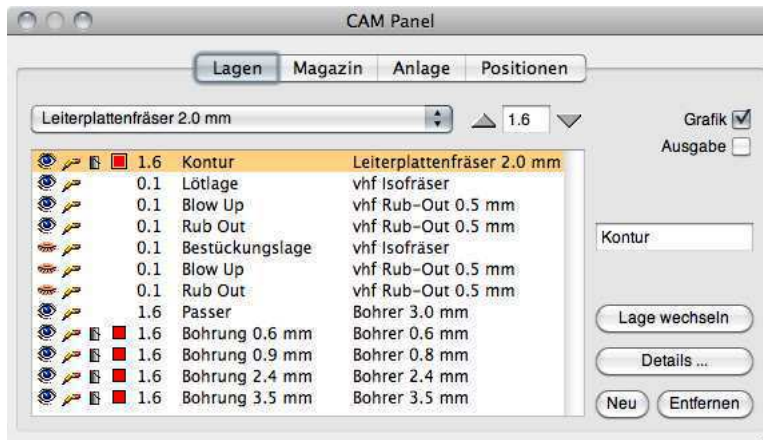 CAM Panel
Lagen Magazin Anlage Positionen
Leiterplattenfräser 2.0 mm 1.6 Grafik
Ausgabe
1.6 Kontur Leiterplattenfräser 2.0 mm
0.1 Lötlage vhf Isofräser
0.1 Blow Up vhf Rub-Out 0.5 mm
0.1 Rub Out vhf Rub-Out 0.5 mm
0.1 Bestückungslage vhf Isofräser
0.1 Blow Up vhf Rub-Out 0.5 mm
0.1 Rub Out vhf Rub-Out 0.5 mm
1.6 Passer Bohrer 3.0 mm
1.6 Bohrung 0.6 mm Bohrer 0.6 mm
1.6 Bohrung 0.9 mm Bohrer 0.8 mm
1.6 Bohrung 2.4 mm Bohrer 2.4 mm
1.6 Bohrung 3.5 mm Bohrer 3.5 mm
Kontur
Lage wechseln
Details ...
Neu Entfernen